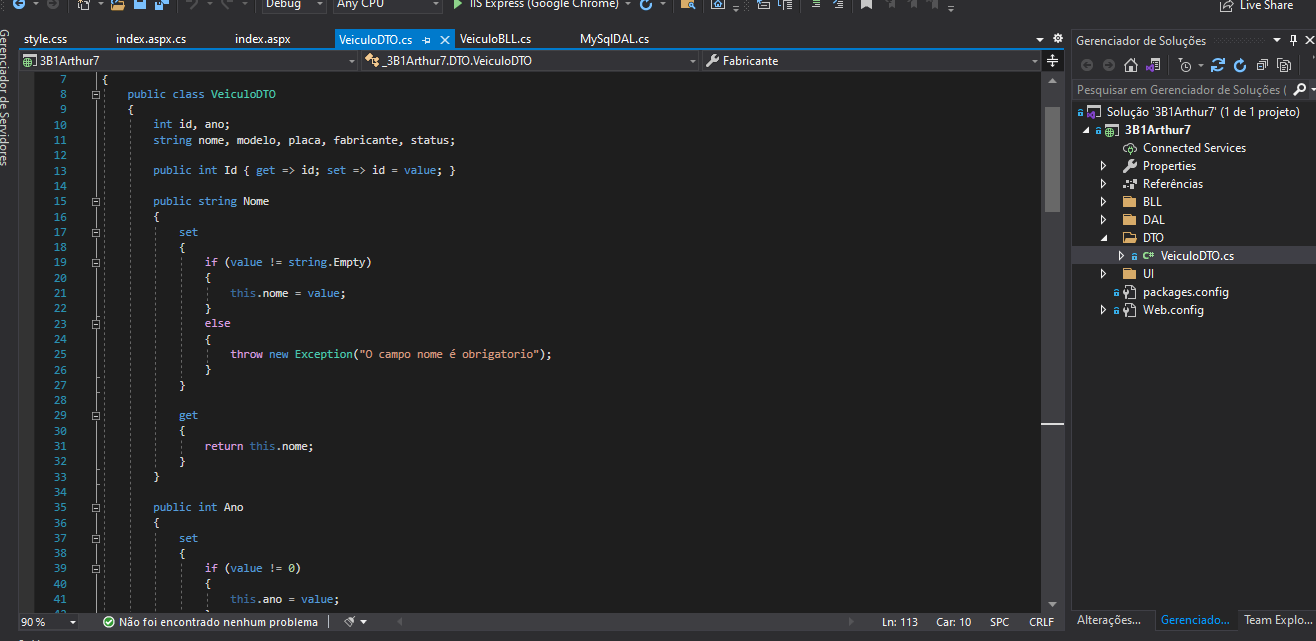 Debug
Any CPU
IIS Express (Google Chrome)
Live Share
Gerenciador de Servidores
style.css
index.aspx.cs
index.aspx
VeiculoDTO.cs
VeiculoBLL.cs
MySqlDAL.cs
3B1Arthur7
_3B1Arthur7.DTO.VeiculoDTO
Fabricante
7 {
8 public class VeiculoDTO
9 {
10 int id, ano;
11 string nome, modelo, placa, fabricante, status;
12
13 public int Id { get => id; set => id = value; }
14
15 public string Nome
16 {
17 set
18 {
19 if (value != string.Empty)
20 {
21 this.nome = value;
22 }
23 else
24 {
25 throw new Exception("O campo nome é obrigatorio");
26 }
27 }
28
29 get
30 {
31 return this.nome;
32 }
33 }
34
35 public int Ano
36 {
37 set
38 {
39 if (value != 0)
40 {
41 this.ano = value;
90 %
Não foi encontrado nenhum problema
Ln: 113
Car: 10
SPC
CRLF
Gerenciador de Soluções
Pesquisar em Gerenciador de Soluções (
Solução '3B1Arthur7' (1 de 1 projeto)
3B1Arthur7
Connected Services
Properties
Referências
BLL
DAL
DTO
VeiculoDTO.cs
UI
packages.config
Web.config
Alterações...
Gerenciado...
Team Explo...